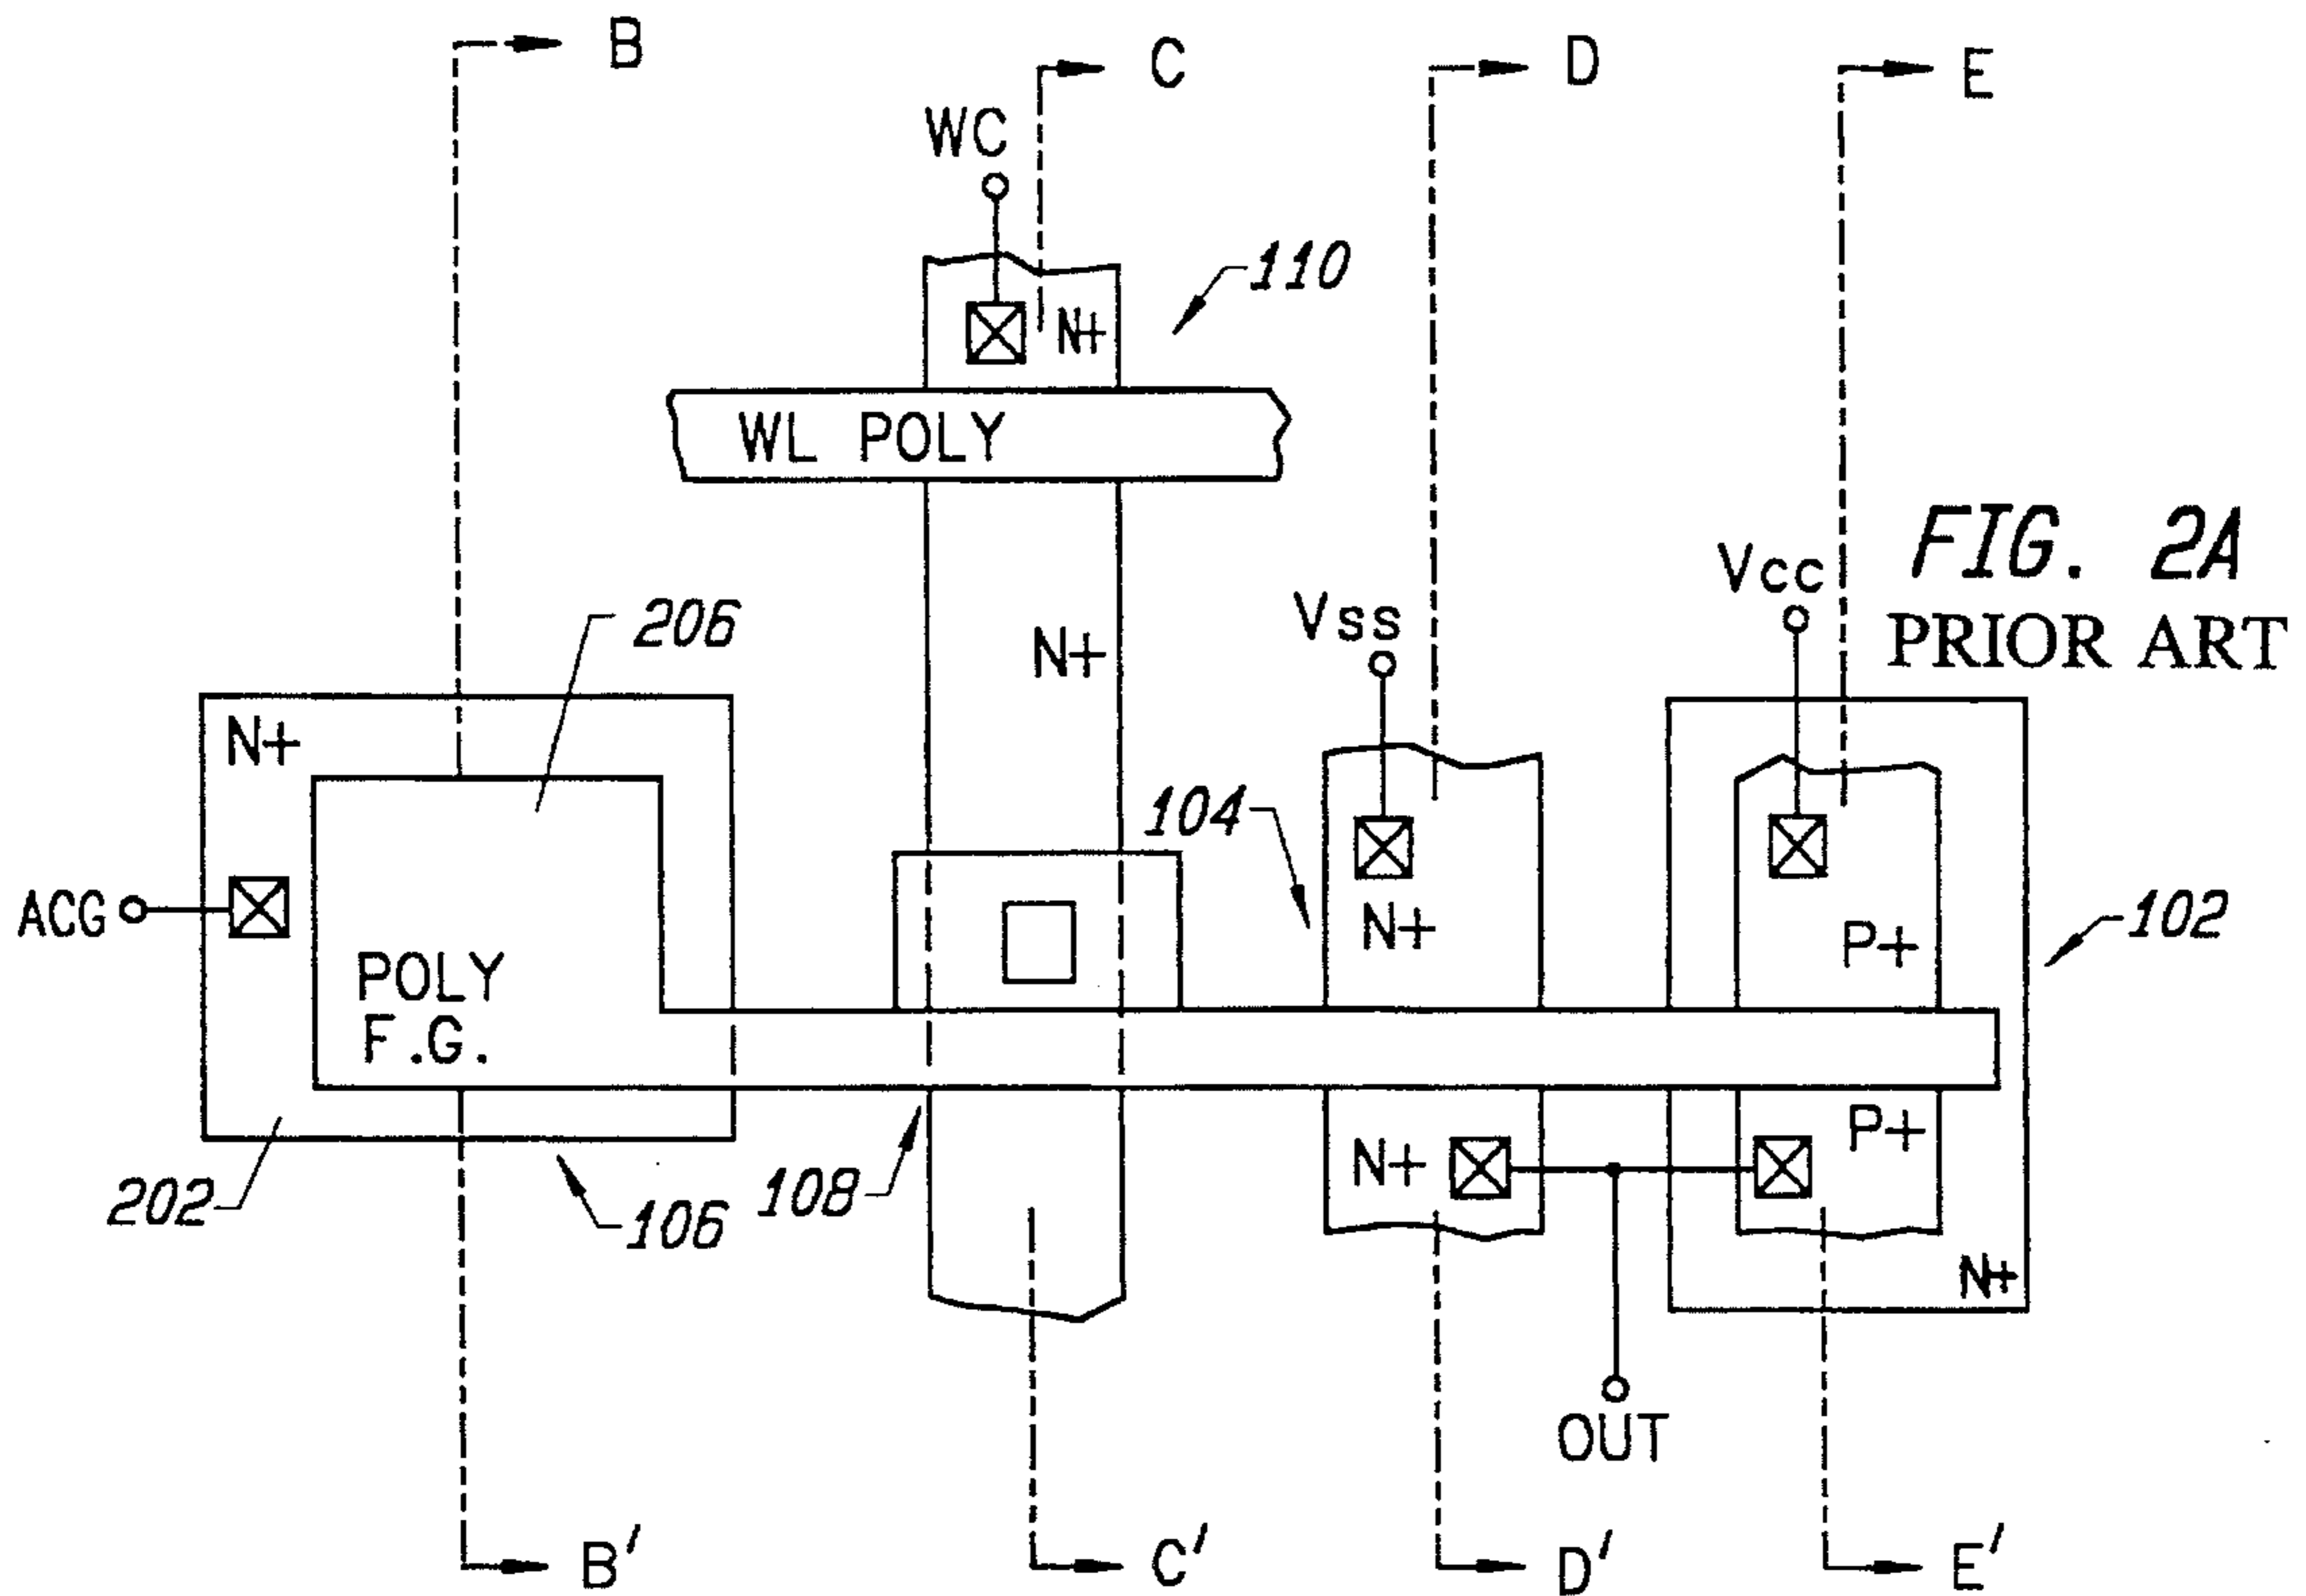 B
C
D
E
WC
110
N+
WL POLY
FIG. 2A
PRIOR ART
Vcc
Vss
206
N+
N+
104
ACG
N+
P+
102
POLY
F.G.
P+
N+
108
202
106
N+
OUT
B'
C'
D'
E'